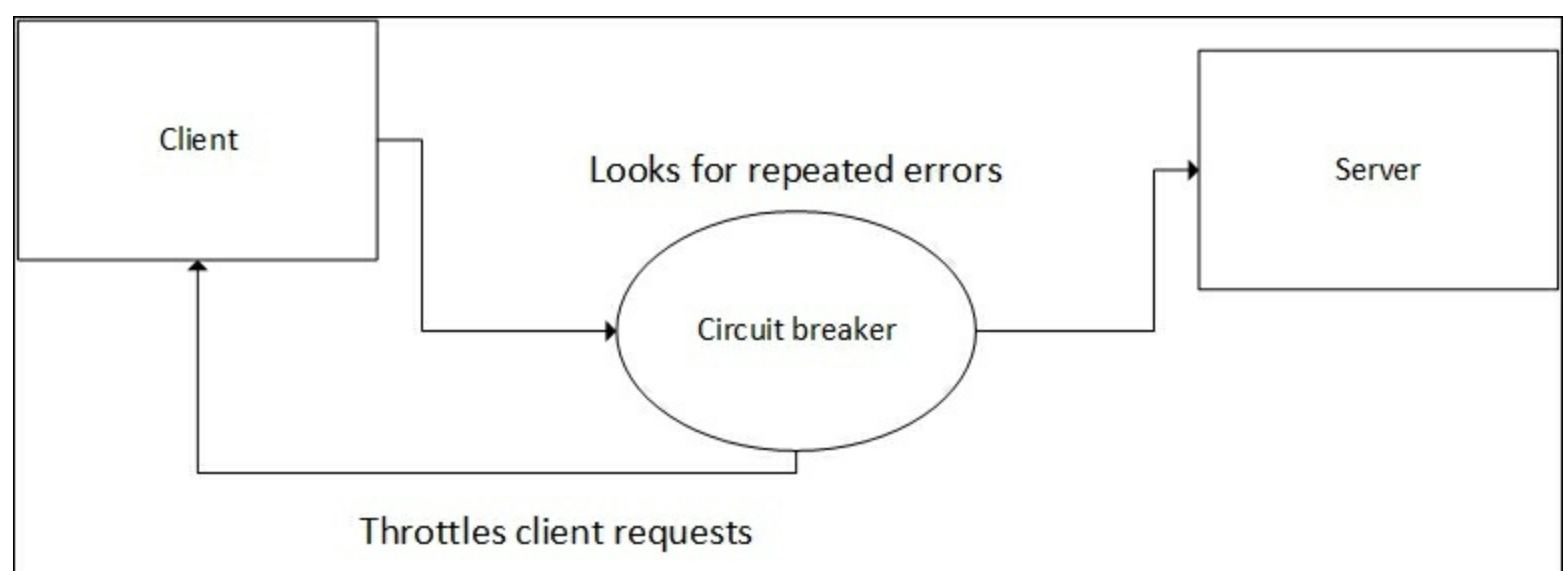 Client
Looks for repeated errors
Server
Circuit breaker
Throttles client requests